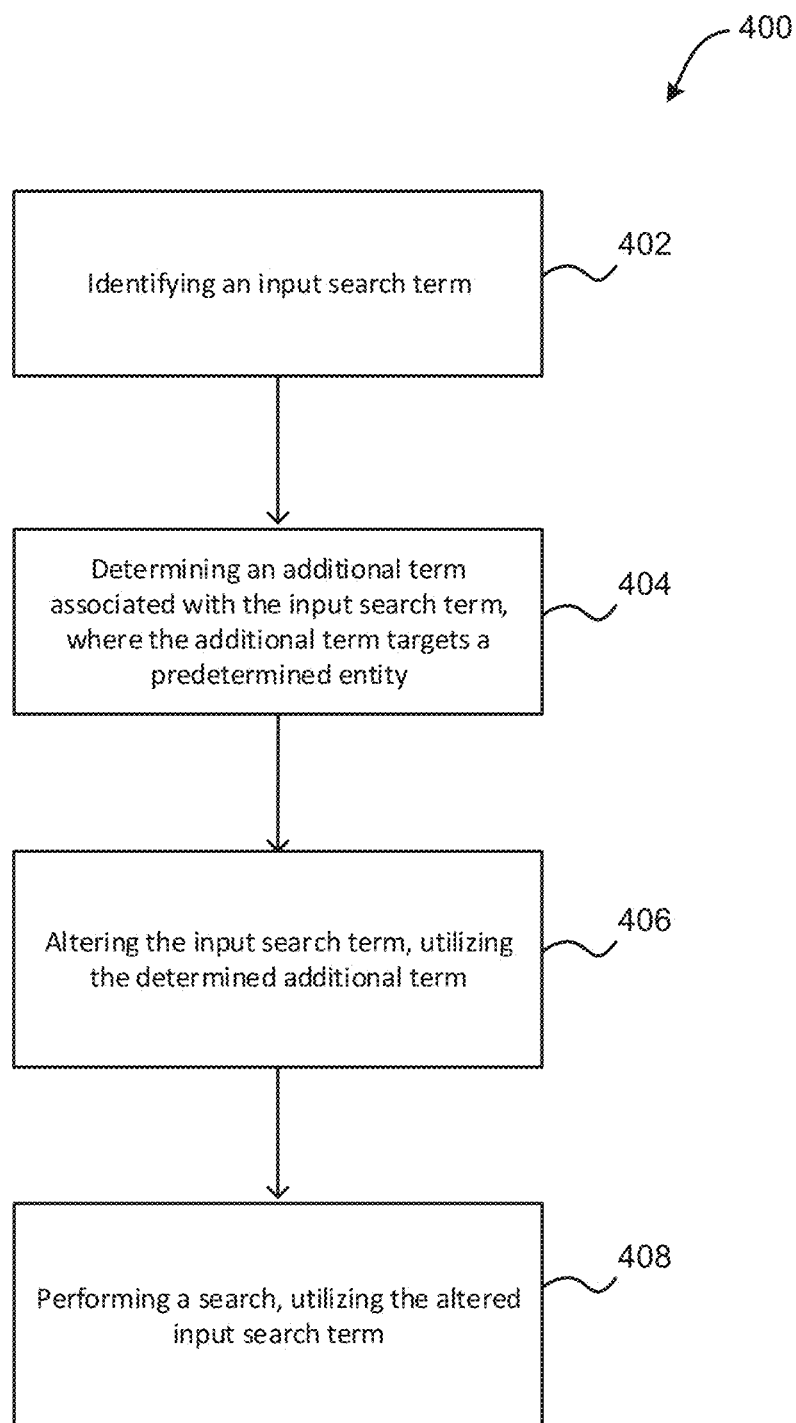 400
Identifying an input search term
402
Determining an additional term
associated with the input search term,
where the additional term targets a
predetermined entity
404
Altering the input search term, utilizing
the determined additional term
406
Performing a search, utilizing the altered
input search term
408